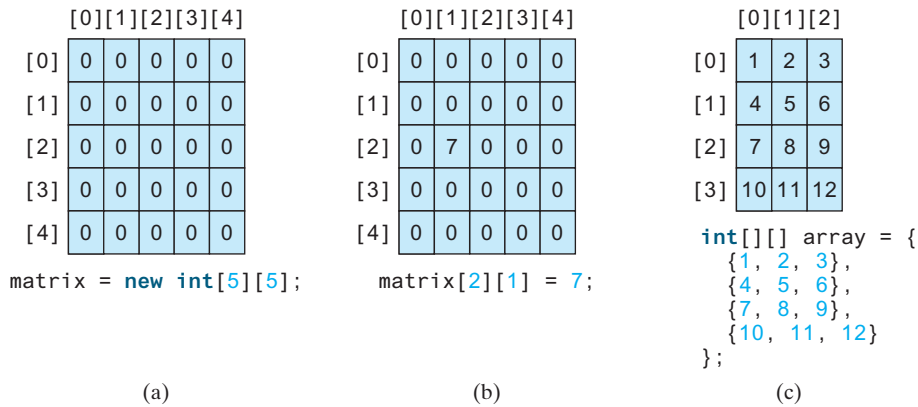 [0][1][2][3][4]
[0] 0 0 0 0 0
[1] 0 0 0 0 0
[2] 0 0 0 0 0
[3] 0 0 0 0 0
[4] 0 0 0 0 0
matrix = new int[5][5];
(a)
[0][1][2][3][4]
[0] 0 0 0 0 0
[1] 0 0 0 0 0
[2] 0 7 0 0 0
[3] 0 0 0 0 0
[4] 0 0 0 0 0
matrix[2][1] = 7;
(b)
[0][1][2]
[0] 1 2 3
[1] 4 5 6
[2] 7 8 9
[3] 10 11 12
int[][] array = {
{1, 2, 3},
{4, 5, 6},
{7, 8, 9},
{10, 11, 12}
};
(c)